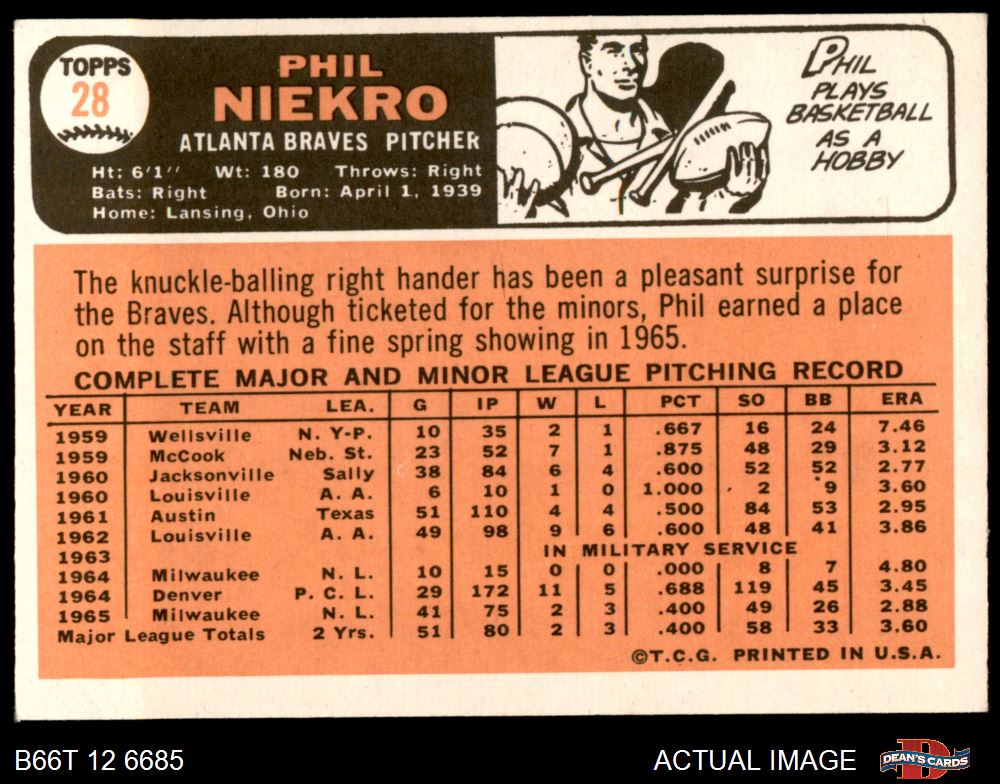 TOPPS
28
PHIL
NIEKRO
ATLANTA BRAVES PITCHER
Ht: 6'1'' Wt: 180 Throws: Right
Bats: Right Born: April 1, 1939
Home: Lansing, Ohio
PHIL
PLAYS
BASKETBALL
AS A
HOBBY
The knuckle-balling right hander has been a pleasant surprise for
the Braves. Although ticketed for the minors, Phil earned a place
on the staff with a fine spring showing in 1965.
COMPLETE MAJOR AND MINOR LEAGUE PITCHING RECORD
YEAR TEAM LEA. G IP W L PCT SO BB ERA
1959 Wellsville N. Y-P. 10 35 2 1 .667 16 24 7.46
1959 McCook Neb. St. 23 52 7 1 .875 48 29 3.12
1960 Jacksonville Sally 38 84 6 4 .600 52 52 2.77
1960 Louisville A. A. 6 10 1 0 1.000 2 9 3.60
1961 Austin Texas 51 110 4 4 .500 84 53 2.95
1962 Louisville A. A. 49 98 9 6 .600 48 41 3.86
1963 IN MILITARY SERVICE
1964 Milwaukee N. L. 10 15 0 0 .000 8 7 4.80
1964 Denver P. C. L. 29 172 11 5 .688 119 45 3.45
1965 Milwaukee N. L. 41 75 2 3 .400 49 26 2.88
Major League Totals 2 Yrs. 51 80 2 3 .400 58 33 3.60
©T.C.G. PRINTED IN U.S.A.
B66T 12 6685
ACTUAL IMAGE
DEAN'S CARDS